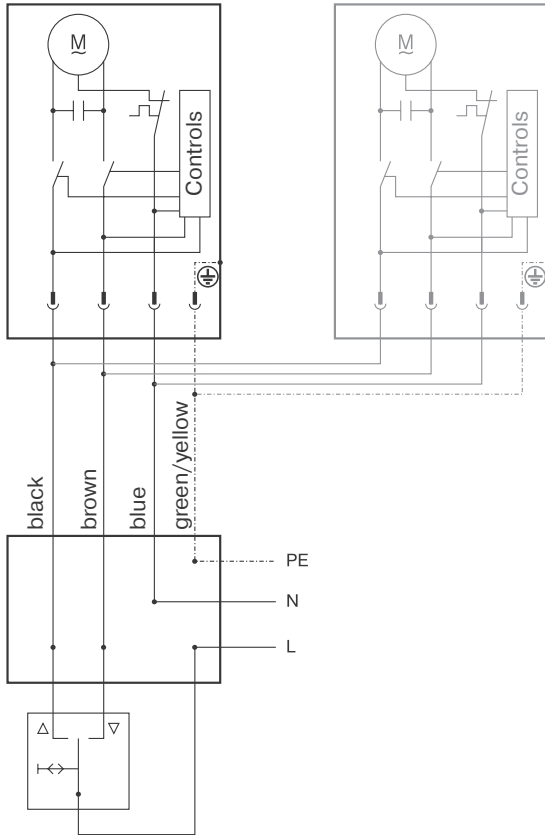 M
~
Controls
M
~
Controls
black
brown
blue
green/yellow
PE
N
L